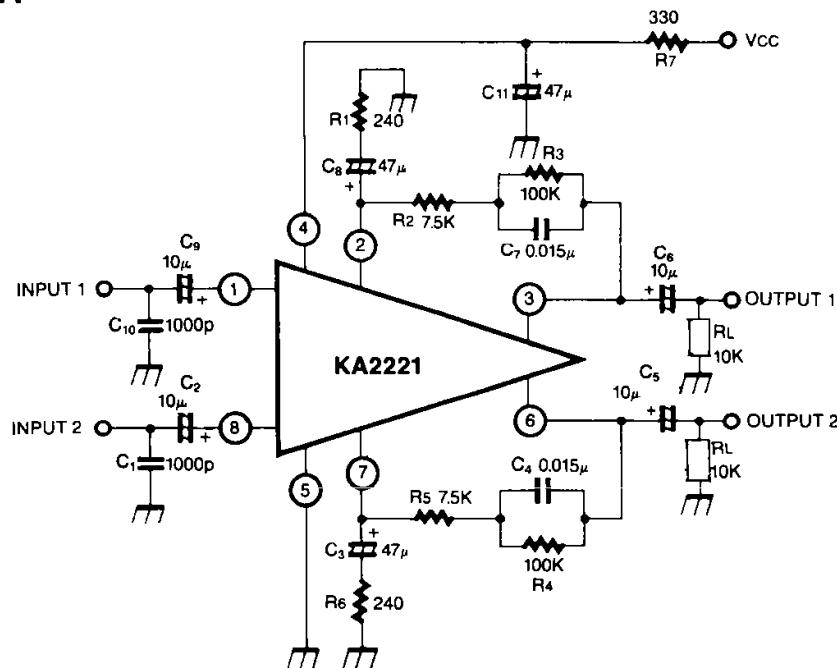 330
VCC
R7
C11 47μ
R1 240
C8 47μ
R3
100K
R2 7.5K
C7 0.015μ
4
2
C9
10μ
C6
10μ
INPUT 1
1
3
OUTPUT 1
C10 1000p
RL
10K
KA2221
C2
10μ
C5
10μ
INPUT 2
8
6
OUTPUT 2
C1 1000p
RL
10K
5
7
C4 0.015μ
R5 7.5K
C3 47μ
100K
R4
R6 240